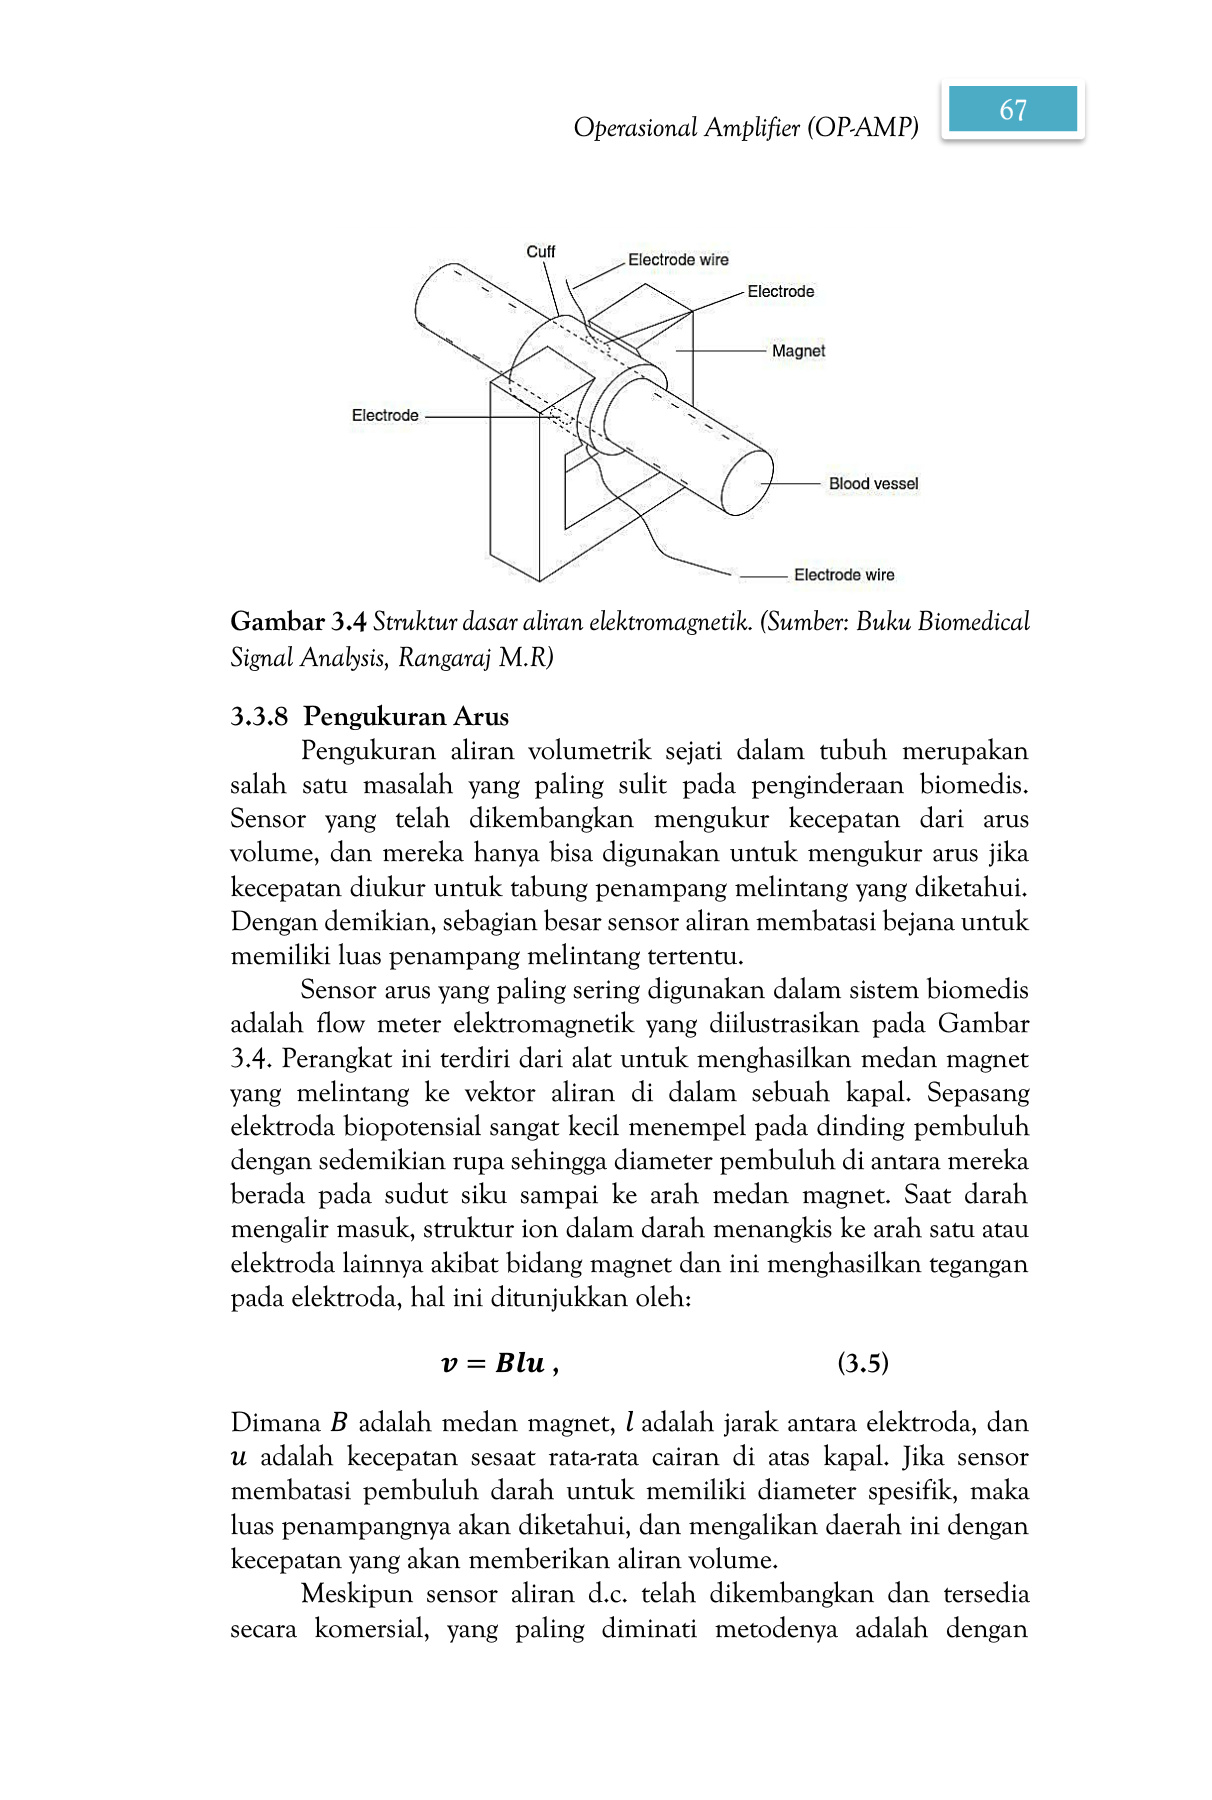 Operasional Amplifier (OP-AMP)
67
Cuff
Electrode wire
Electrode
Magnet
Electrode
Blood vessel
Electrode wire
Gambar 3.4 Struktur dasar aliran elektromagnetik. (Sumber: Buku Biomedical
Signal Analysis, Rangaraj M.R)
3.3.8 Pengukuran Arus
Pengukuran aliran volumetrik sejati dalam tubuh merupakan
salah satu masalah yang paling sulit pada penginderaan biomedis.
Sensor yang telah dikembangkan mengukur kecepatan dari arus
volume, dan mereka hanya bisa digunakan untuk mengukur arus jika
kecepatan diukur untuk tabung penampang melintang yang diketahui.
Dengan demikian, sebagian besar sensor aliran membatasi bejana untuk
memiliki luas penampang melintang tertentu.
Sensor arus yang paling sering digunakan dalam sistem biomedis
adalah flow meter elektromagnetik yang diilustrasikan pada Gambar
3.4. Perangkat ini terdiri dari alat untuk menghasilkan medan magnet
yang melintang ke vektor aliran di dalam sebuah kapal. Sepasang
elektroda biopotensial sangat kecil menempel pada dinding pembuluh
dengan sedemikian rupa sehingga diameter pembuluh di antara mereka
berada pada sudut siku sampai ke arah medan magnet. Saat darah
mengalir masuk, struktur ion dalam darah menangkis ke arah satu atau
elektroda lainnya akibat bidang magnet dan ini menghasilkan tegangan
pada elektroda, hal ini ditunjukkan oleh:
v = Blu , (3.5)
Dimana B adalah medan magnet, l adalah jarak antara elektroda, dan
u adalah kecepatan sesaat rata-rata cairan di atas kapal. Jika sensor
membatasi pembuluh darah untuk memiliki diameter spesifik, maka
luas penampangnya akan diketahui, dan mengalikan daerah ini dengan
kecepatan yang akan memberikan aliran volume.
Meskipun sensor aliran d.c. telah dikembangkan dan tersedia
secara komersial, yang paling diminati metodenya adalah dengan